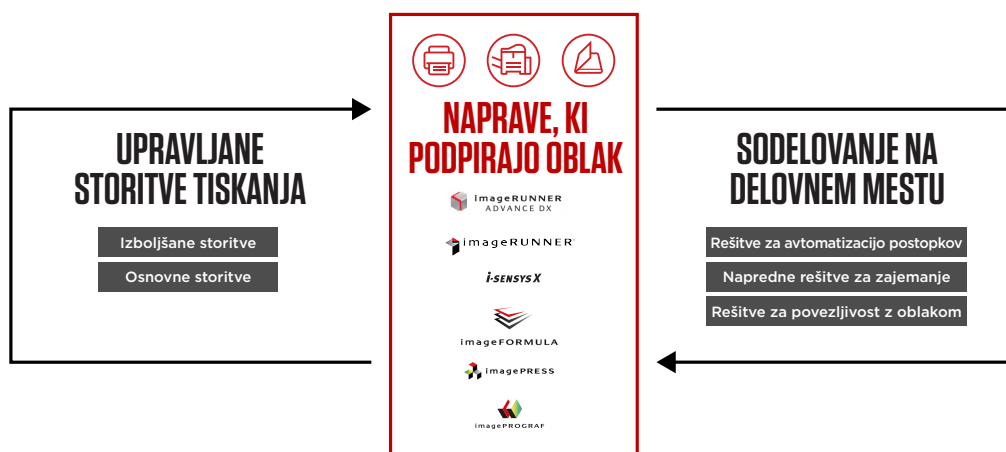 UPRAVLJANE
STORITVE TISKANJA
Izboljšane storitve
Osnovne storitve
NAPRAVE, KI
PODPIRAJO OBLAK
imageRUNNER
ADVANCE DX
imageRUNNER
i-SENSYS X
imageFORMULA
imagePRESS
imagePROGRAF
SODELOVANJE NA
DELOVNEM MESTU
Rešitve za avtomatizacijo postopkov
Napredne rešitve za zajemanje
Rešitve za povezljivost z oblakom